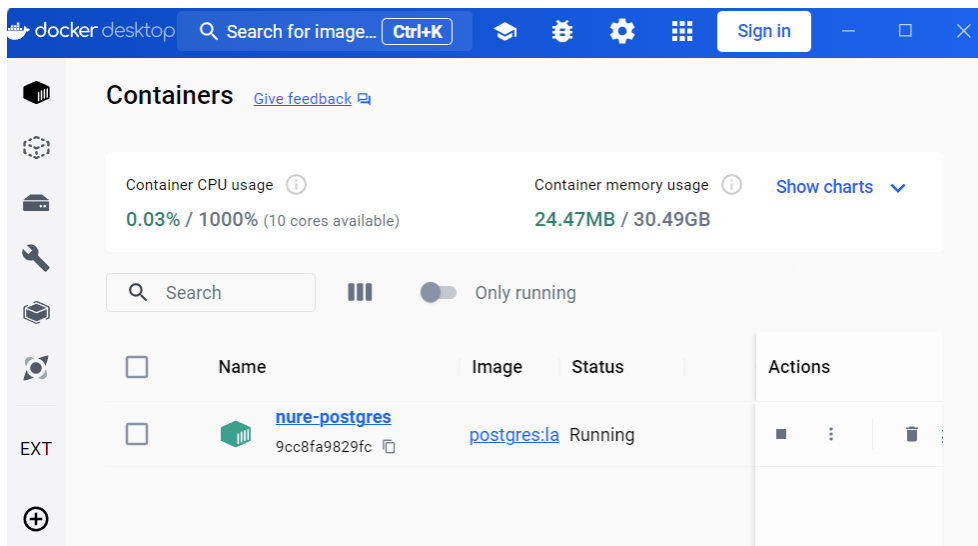 docker desktop Search for image... Ctrl+K Sign in
Containers Give feedback
Container CPU usage Container memory usage Show charts
0.03% / 1000% (10 cores available) 24.47MB / 30.49GB
Search Only running
Name Image Status Actions
nure-postgres
postgres:la Running
9cc8fa9829fc
EXT